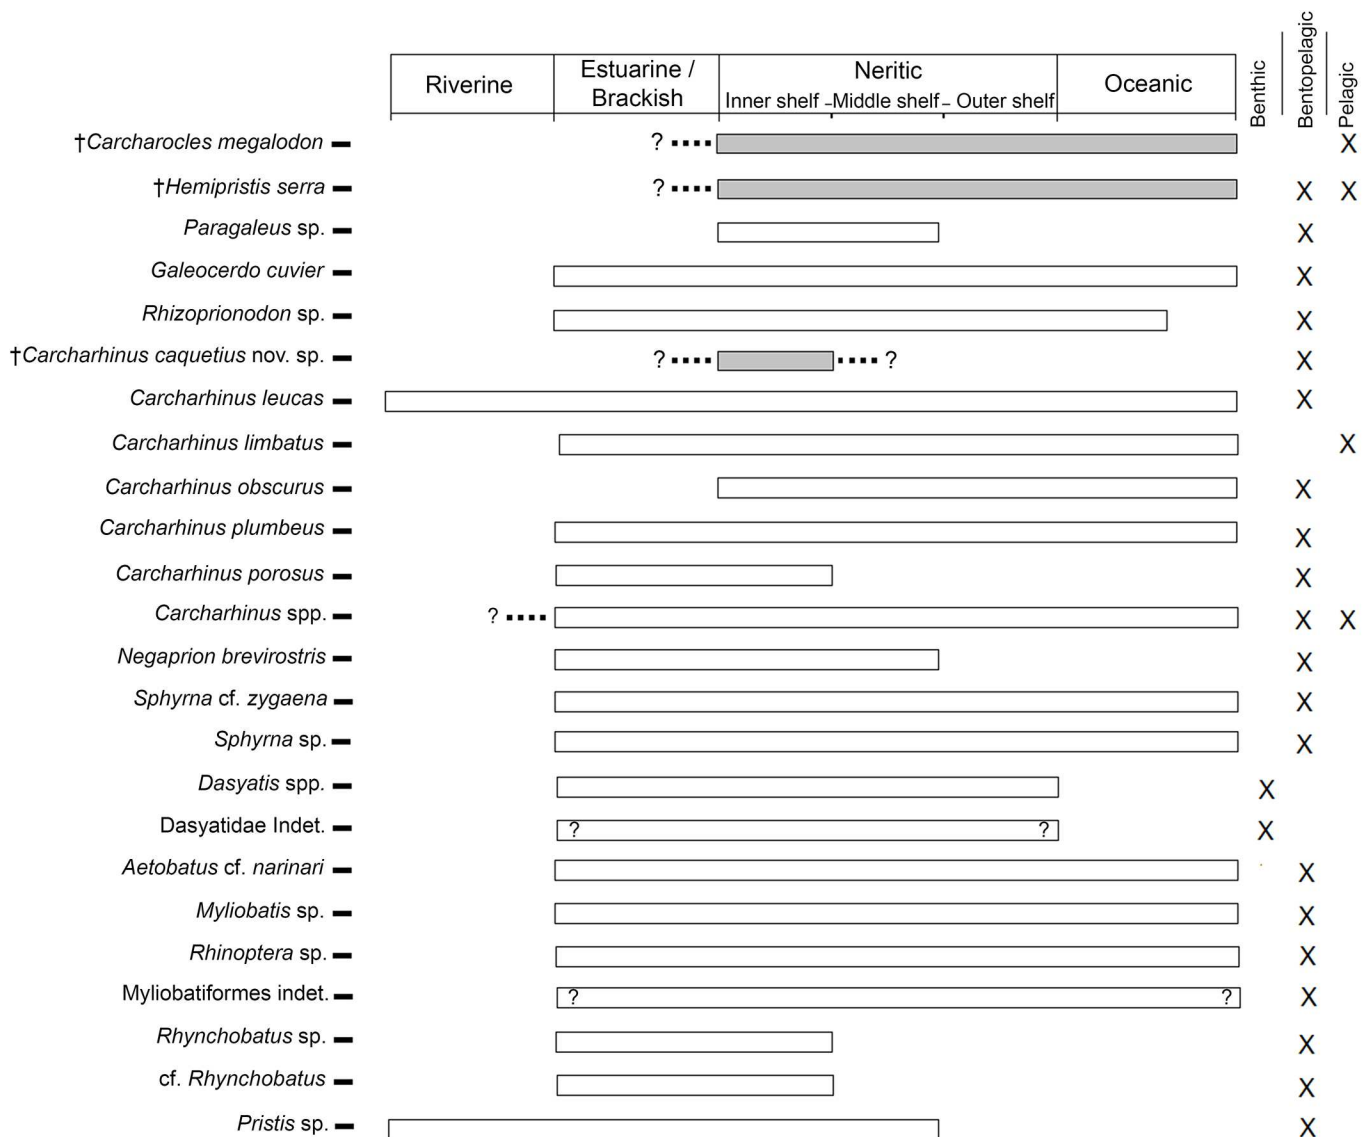 Riverine
Estuarine /
Brackish
Neritic
Inner shelf - Middle shelf - Outer shelf
Oceanic
Benthic
Bentopelagic
Pelagic
†Carcharocles megalodon ? X
†Hemipristis serra ? X X
Paragaleus sp. X
Galeocerdo cuvier X
Rhizoprionodon sp. X
†Carcharhinus caquetius nov. sp. ? ? X
Carcharhinus leucas X
Carcharhinus limbatus X
Carcharhinus obscurus X
Carcharhinus plumbeus X
Carcharhinus porosus X
Carcharhinus spp. ? X X
Negaprion brevirostris X
Sphyrna cf. zygaena X
Sphyrna sp. X
Dasyatis spp. X
Dasyatidae Indet. ? ? X
Aetobatus cf. narinari X
Myliobatis sp. X
Rhinoptera sp. X
Myliobatiformes indet. ? ? X
Rhynchobatus sp. X
cf. Rhynchobatus X
Pristis sp. X